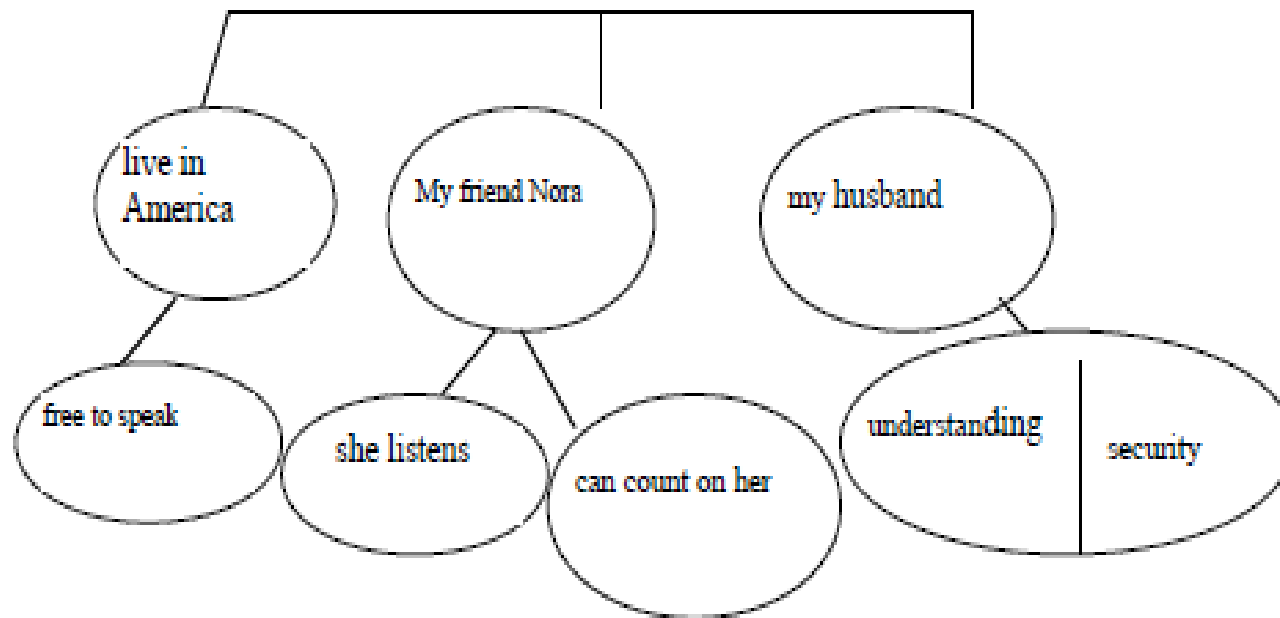 live in
America
My friend Nora
my husband
free to speak
she listens
can count on her
understanding
security